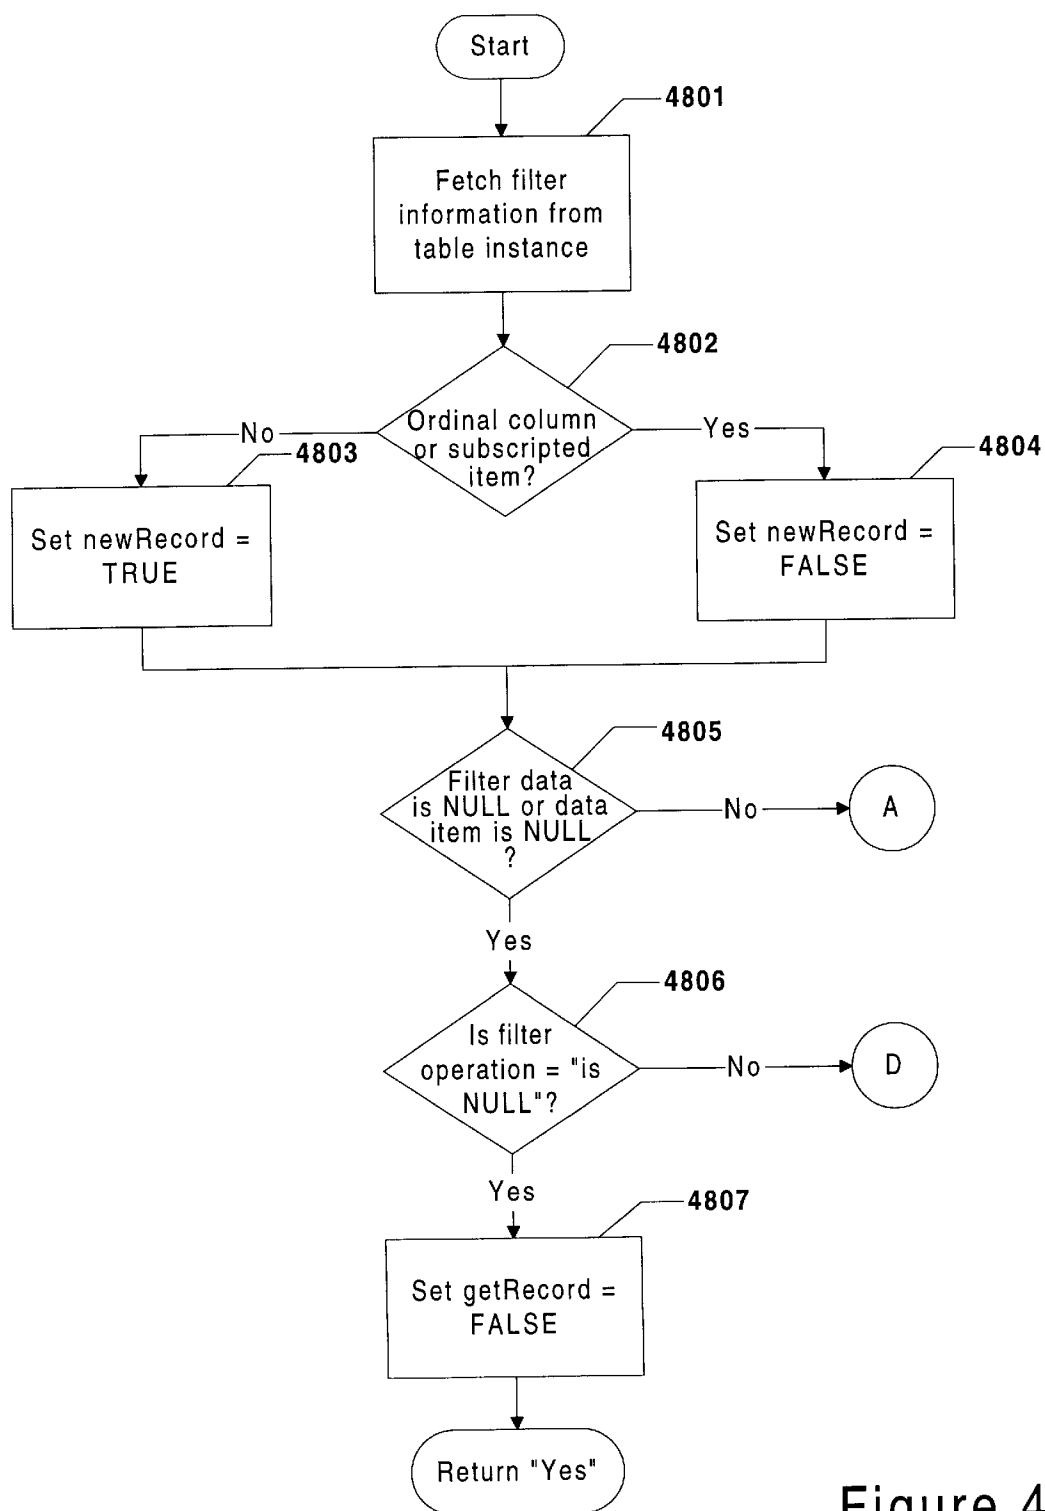 Start
4801
Fetch filter
information from
table instance
4802
Ordinal column
or subscripted
item?
No
Yes
4803
4804
Set newRecord =
TRUE
Set newRecord =
FALSE
4805
Filter data
is NULL or data
item is NULL
?
No
A
Yes
4806
Is filter
operation = "is
NULL"?
No
D
Yes
4807
Set getRecord =
FALSE
Return "Yes"
Figure 4